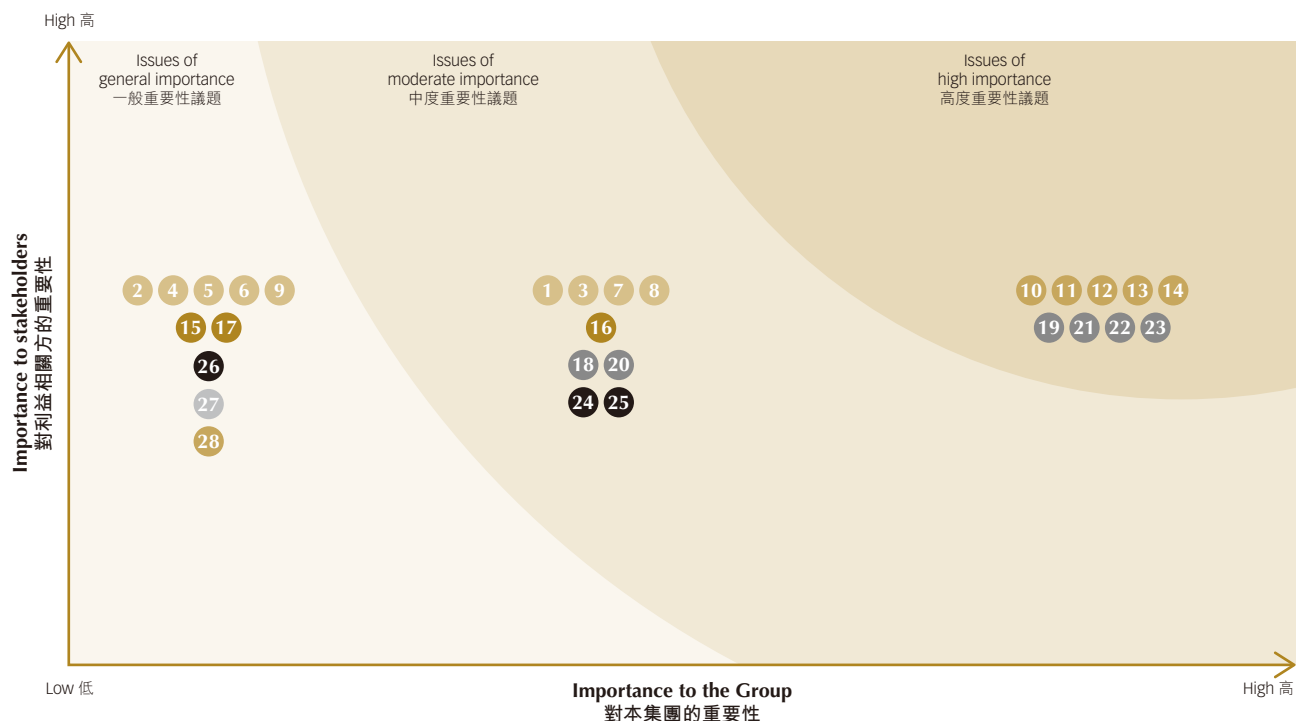 High 高
Issues of
general importance
一般重要性議題
Issues of
moderate importance
中度重要性議題
Issues of
high importance
高度重要性議題
Importance to stakeholders
對利益相關方的重要性
2 4 5 6 9
15 17
26
27
28
1 3 7 8
16
18 20
24 25
10 11 12 13 14
19 21 22 23
Low 低
Importance to the Group
對本集團的重要性
High 高